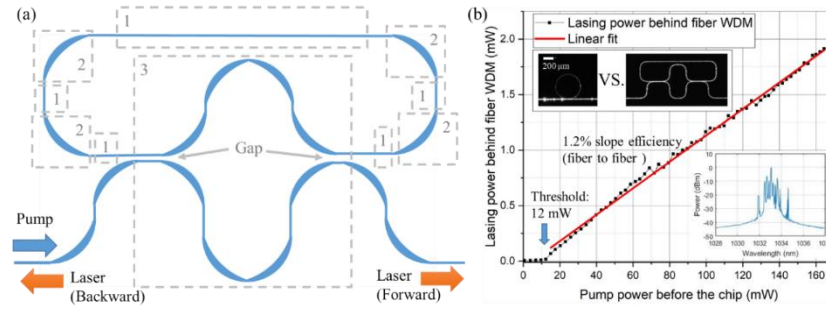 (a)
1
2
2
3
1
1
2
2
1
1
Gap
Pump
Laser
(Backward)
Laser
(Forward)
(b)
Lasing power behind fiber WDM
Linear fit
200 μm
VS.
1.2% slope efficiency
(fiber to fiber )
Threshold:
12 mW
Lasing power behind fiber WDM (mW)
2.0
1.5
1.0
0.5
0.0
0 20 40 60 80 100 120 140 160
Pump power before the chip (mW)
Power (dBm)
0
-10
-20
-30
-40
-50
1028 1030 1032 1034 1036
Wavelength (nm)